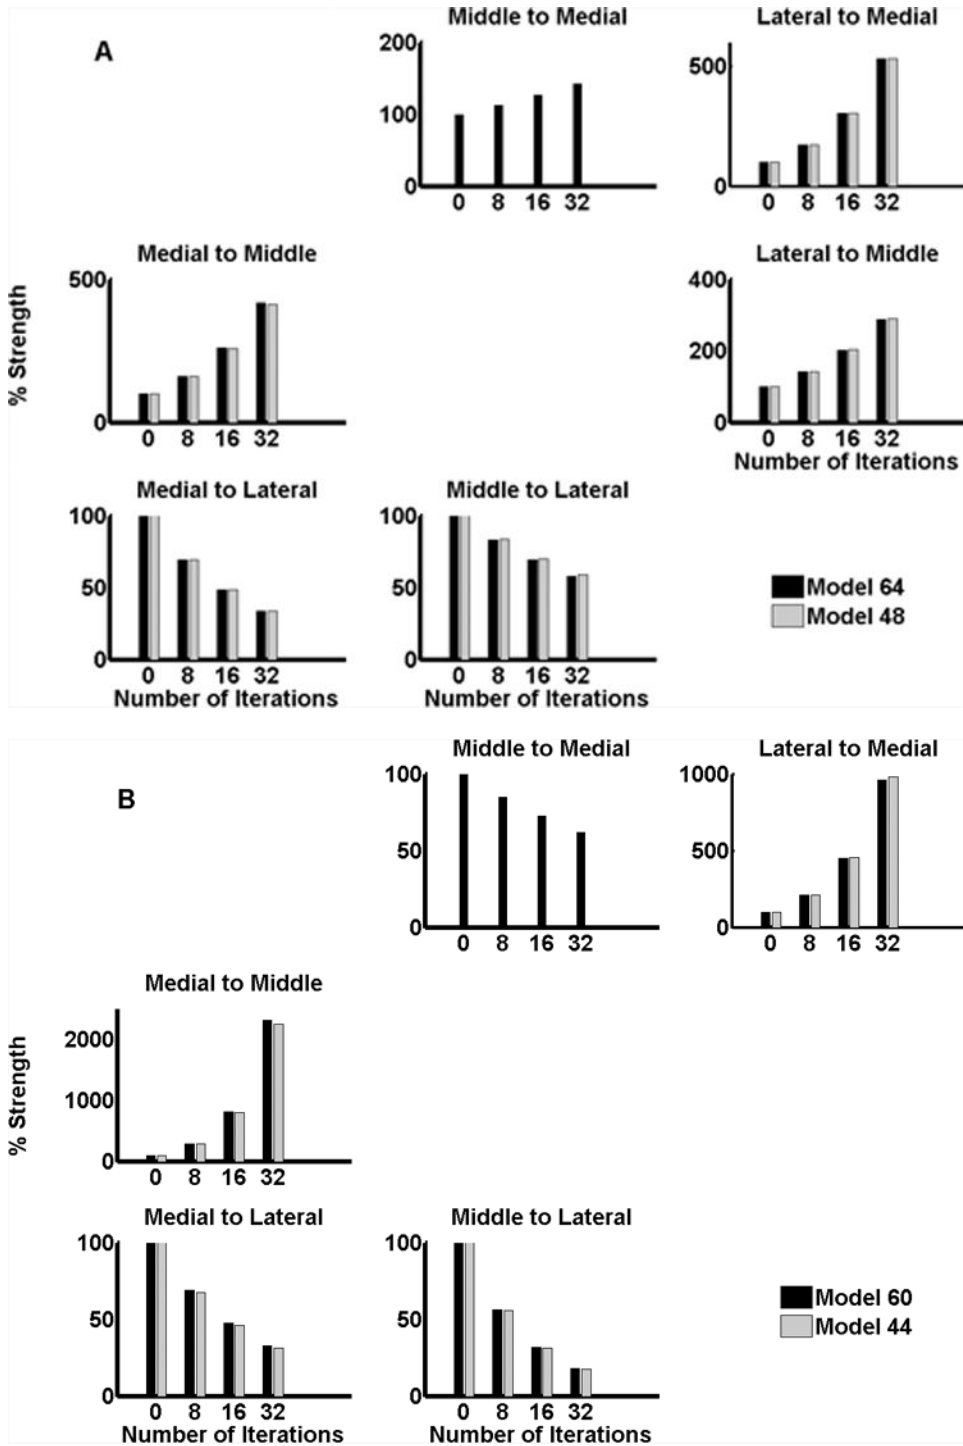 A
Middle to Medial
200
100
0
0 8 16 32
Lateral to Medial
500
0
0 8 16 32
% Strength
Medial to Middle
500
0
0 8 16 32
Lateral to Middle
400
200
0
0 8 16 32
Number of Iterations
Medial to Lateral
100
50
0
0 8 16 32
Number of Iterations
Middle to Lateral
100
50
0
0 8 16 32
Number of Iterations
Model 64
Model 48
B
Middle to Medial
100
50
0
0 8 16 32
Lateral to Medial
1000
500
0
0 8 16 32
% Strength
Medial to Middle
2000
1000
0
0 8 16 32
Medial to Lateral
100
50
0
0 8 16 32
Number of Iterations
Middle to Lateral
100
50
0
0 8 16 32
Number of Iterations
Model 60
Model 44